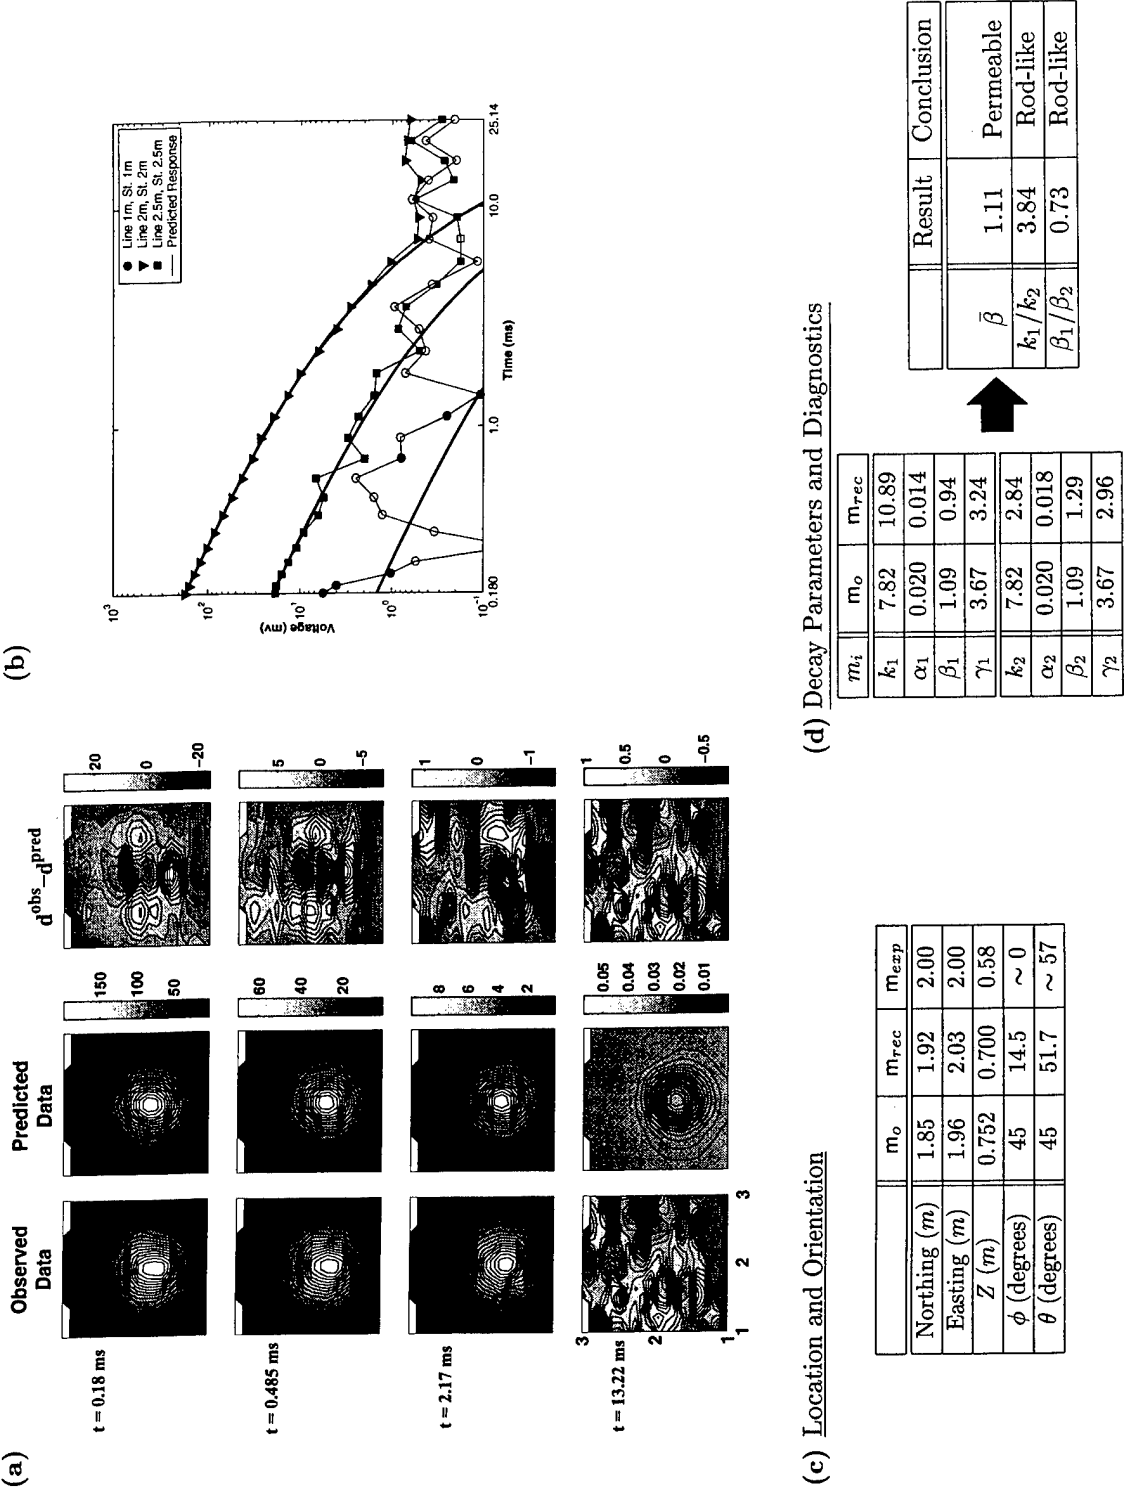 (a)
Observed Data
Predicted Data
d^obs–d^pred
t = 0.18 ms
150
100
50
20
0
-20
t = 0.485 ms
60
40
20
5
0
-5
t = 2.17 ms
8
6
4
2
1
0
-1
t = 13.22 ms
3
2
1
1
2
3
0.05
0.04
0.03
0.02
0.01
1
0.5
0
-0.5
(b)
Voltage (mv)
10^3
10^2
10^1
10^0
10^-1
0.180
1.0
10.0
25.14
Time (ms)
Line 1m, St. 1m
Line 2m, St. 2m
Line 2.5m, St. 2.5m
Predicted Response
(c) Location and Orientation
m_o m_rec m_exp
Northing (m) 1.85 1.92 2.00
Easting (m) 1.96 2.03 2.00
Z (m) 0.752 0.700 0.58
ϕ (degrees) 45 14.5 ~ 0
θ (degrees) 45 51.7 ~ 57
(d) Decay Parameters and Diagnostics
m_i m_o m_rec
k_1 7.82 10.89
α_1 0.020 0.014
β_1 1.09 0.94
γ_1 3.67 3.24
k_2 7.82 2.84
α_2 0.020 0.018
β_2 1.09 1.29
γ_2 3.67 2.96
Result Conclusion
β̄ 1.11 Permeable
k_1/k_2 3.84 Rod-like
β_1/β_2 0.73 Rod-like